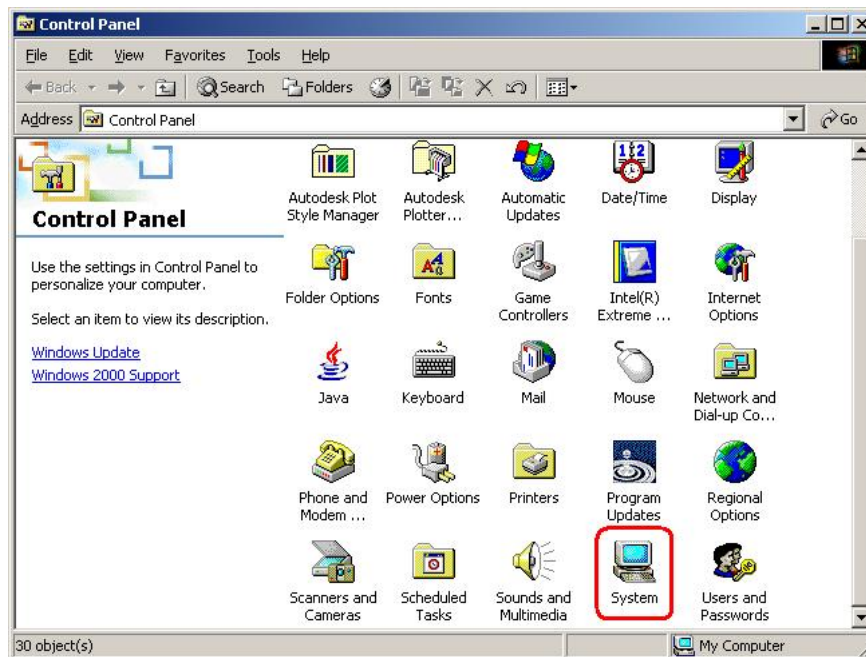 Control Panel
File Edit View Favorites Tools Help
Back Search Folders
Address Control Panel Go
Control Panel
Use the settings in Control Panel to
personalize your computer.
Select an item to view its description.
Windows Update
Windows 2000 Support
Autodesk Plot
Style Manager
Autodesk
Plotter...
Automatic
Updates
Date/Time
Display
Folder Options
Fonts
Game
Controllers
Intel(R)
Extreme ...
Internet
Options
Java
Keyboard
Mail
Mouse
Network and
Dial-up Co...
Phone and
Modem ...
Power Options
Printers
Program
Updates
Regional
Options
Scanners and
Cameras
Scheduled
Tasks
Sounds and
Multimedia
System
Users and
Passwords
30 object(s) My Computer